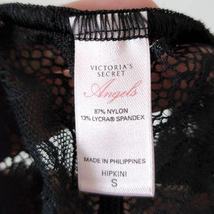 VICTORIA'S
SECRET
Angels
87% NYLON
13% LYCRA® SPANDEX
MADE IN PHILIPPINES
HIPKINI
S